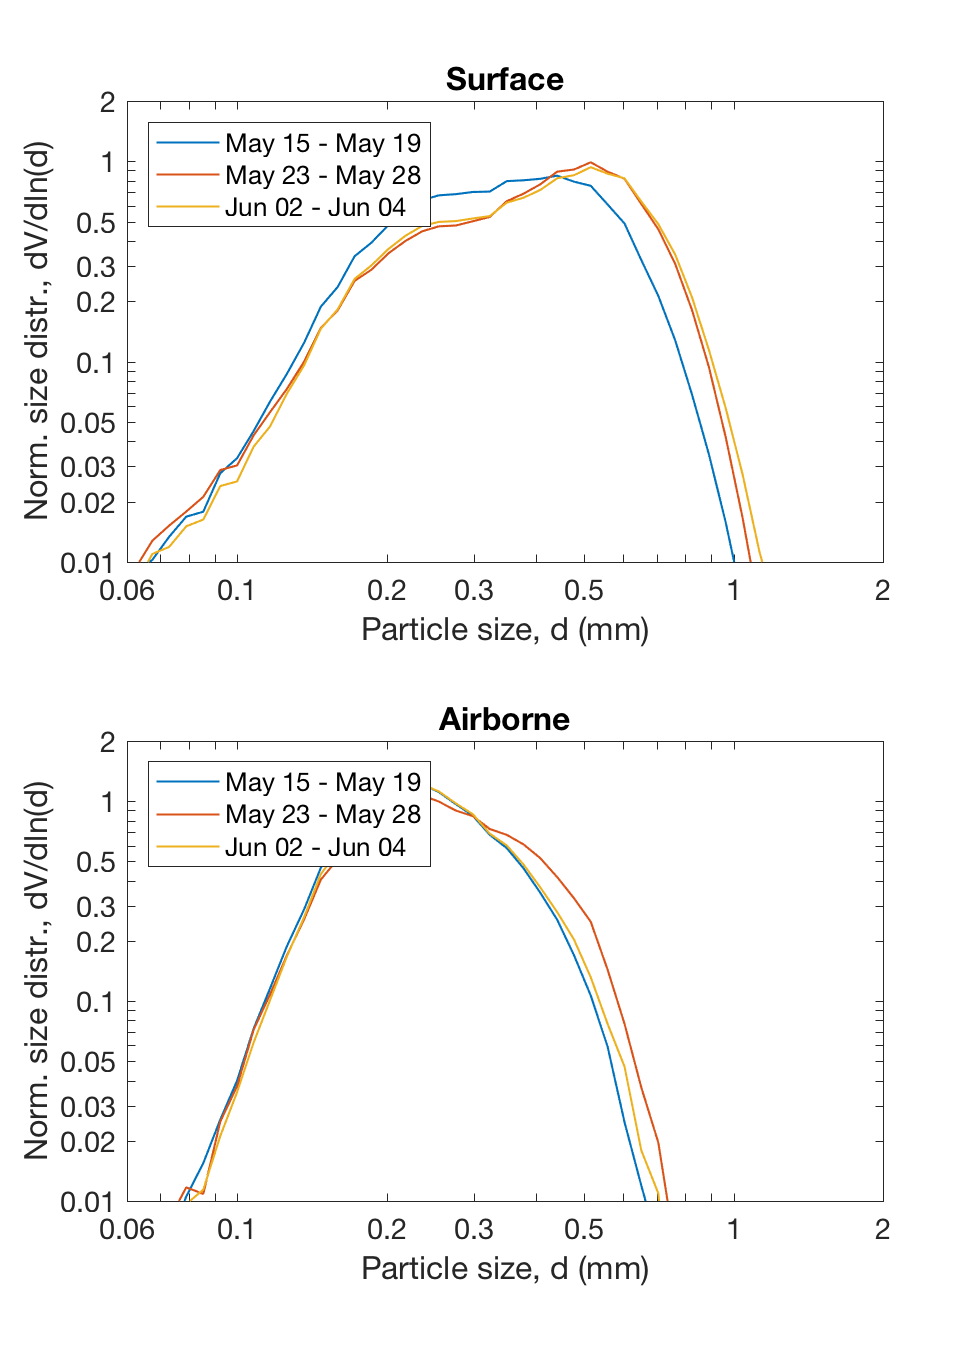 Surface
Norm. size distr., dV/dln(d)
2
1
0.5
0.3
0.2
0.1
0.05
0.03
0.02
0.01
May 15 - May 19
May 23 - May 28
Jun 02 - Jun 04
0.06 0.1 0.2 0.3 0.5 1 2
Particle size, d (mm)
Airborne
Norm. size distr., dV/dln(d)
2
1
0.5
0.3
0.2
0.1
0.05
0.03
0.02
0.01
May 15 - May 19
May 23 - May 28
Jun 02 - Jun 04
0.06 0.1 0.2 0.3 0.5 1 2
Particle size, d (mm)